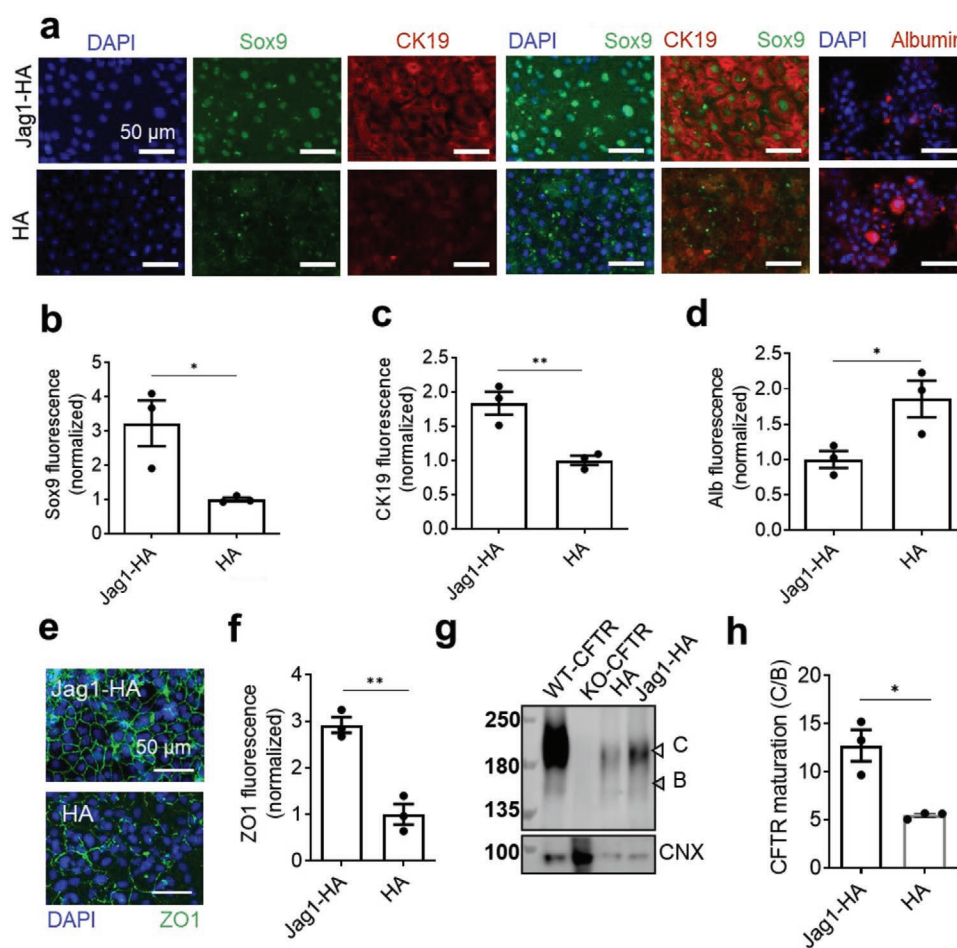 a
DAPI Sox9 CK19 DAPI Sox9 CK19 Sox9 DAPI Albumin
Jag1-HA
50 µm
HA
b
Sox9 fluorescence
(normalized)
5
4
3
2
1
0
*
Jag1-HA
HA
c
CK19 fluorescence
(normalized)
2.5
2.0
1.5
1.0
0.5
0.0
**
Jag1-HA
HA
d
Alb fluorescence
(normalized)
2.5
2.0
1.5
1.0
0.5
0.0
*
Jag1-HA
HA
e
Jag1-HA
50 µm
HA
DAPI ZO1
f
ZO1 fluorescence
(normalized)
4
3
2
1
0
**
Jag1-HA
HA
g
WT-CFTR
KO-CFTR
HA
Jag1-HA
250
180
135
100
C
B
CNX
h
CFTR maturation (C/B)
20
15
10
5
0
*
Jag1-HA
HA